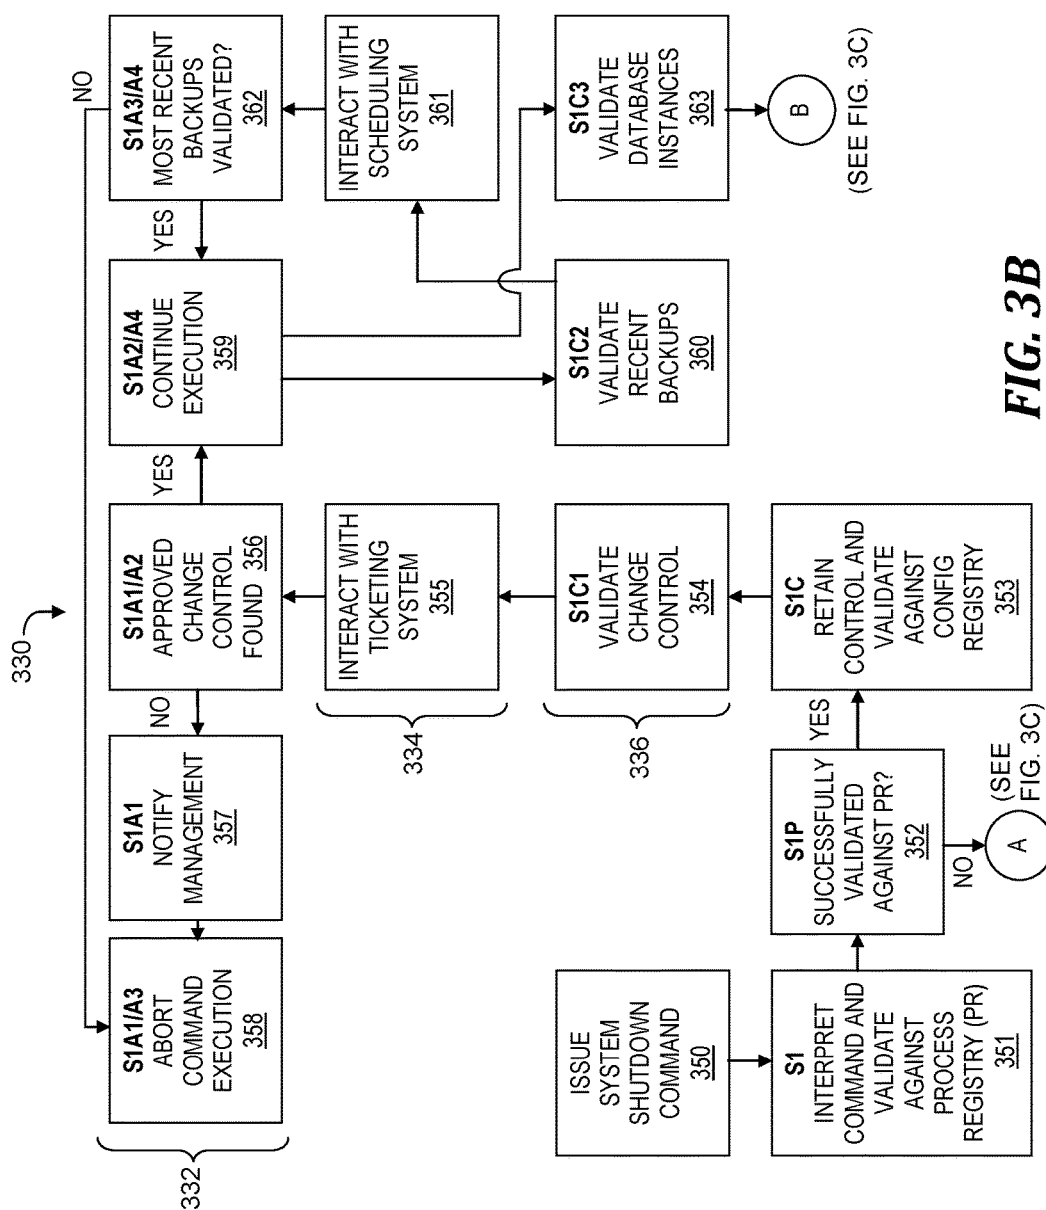 330
332
S1A1/A3
ABORT
COMMAND
EXECUTION
358
S1A1
NOTIFY
MANAGEMENT
357
NO
S1A1/A2
APPROVED
CHANGE
CONTROL
FOUND 356
YES
S1A2/A4
CONTINUE
EXECUTION
359
YES
S1A3/A4
MOST RECENT
BACKUPS
VALIDATED?
362
NO
334
INTERACT WITH
TICKETING
SYSTEM
355
INTERACT WITH
SCHEDULING
SYSTEM
361
336
ISSUE
SYSTEM
SHUTDOWN
COMMAND
350
S1C1
VALIDATE
CHANGE
CONTROL
354
S1C2
VALIDATE
RECENT
BACKUPS
360
S1C3
VALIDATE
DATABASE
INSTANCES
363
S1
INTERPRET
COMMAND AND
VALIDATE
AGAINST
PROCESS
REGISTRY (PR)
351
S1P
SUCCESSFULLY
VALIDATED
AGAINST PR?
352
YES
NO
A
(SEE
FIG. 3C)
S1C
RETAIN
CONTROL AND
VALIDATE
AGAINST
CONFIG
REGISTRY
353
B
(SEE FIG. 3C)
FIG. 3B